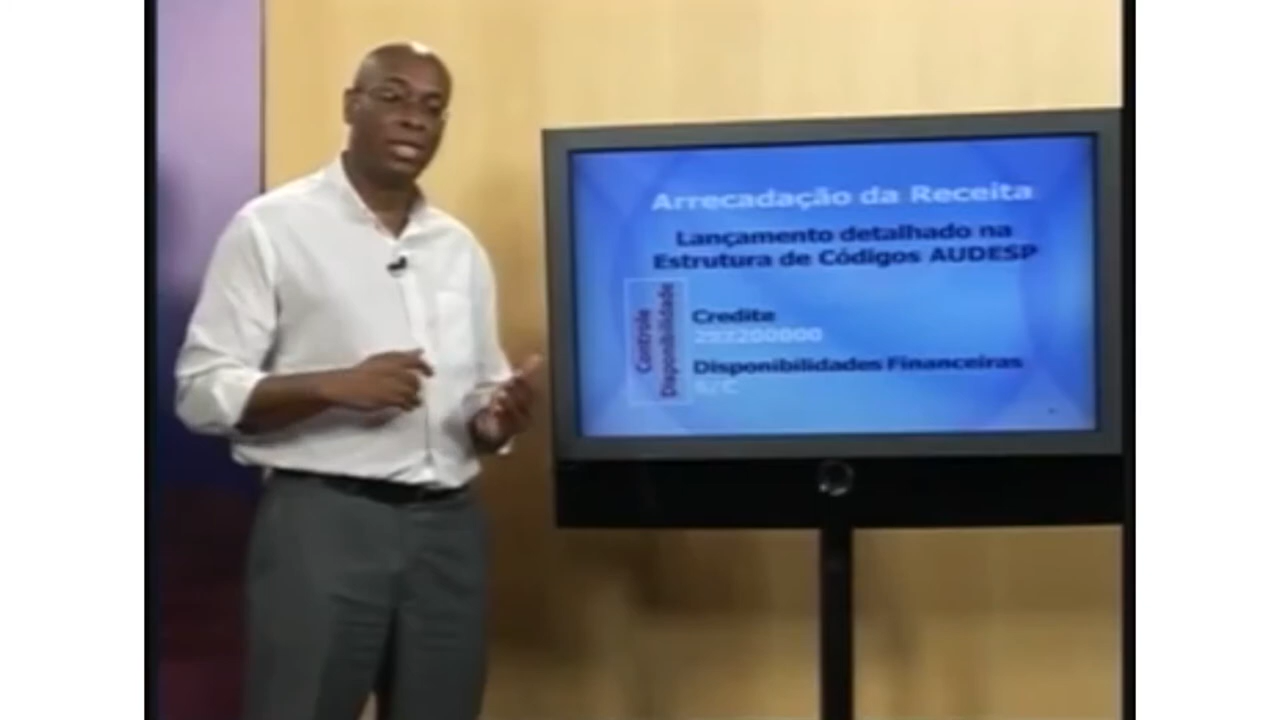 Arrecadação da Receita
Lançamento detalhado na
Estrutura de Códigos AUDESP
Controle
Disponibilidade
Credite
Disponibilidades Financeiras